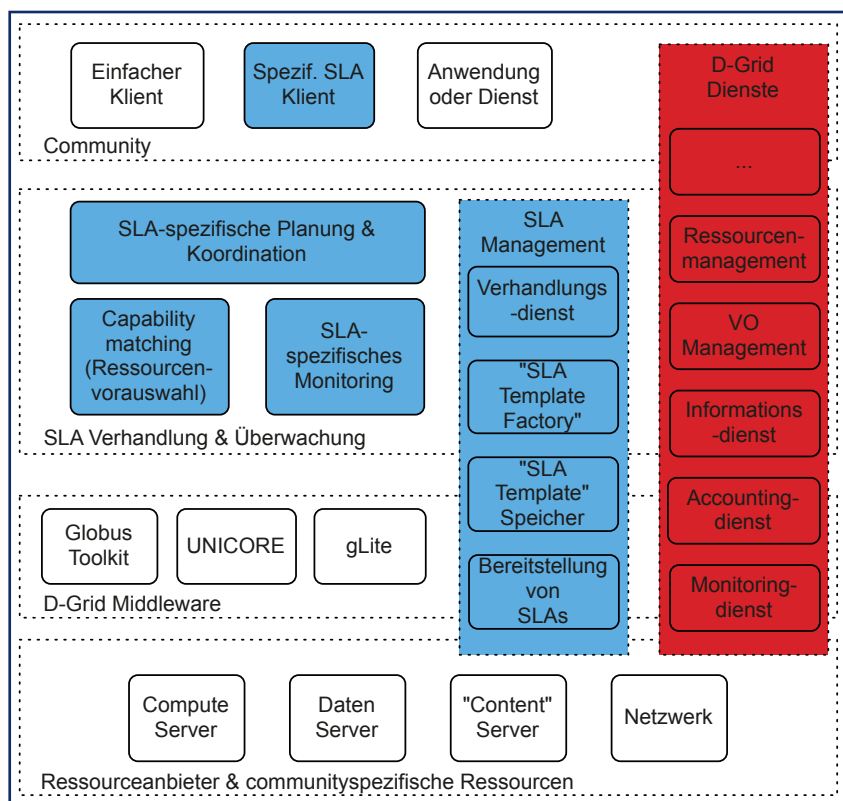 Einfacher
Klient
Spezif. SLA
Klient
Anwendung
oder Dienst
Community
D-Grid
Dienste
...
Ressourcen-
management
VO
Management
Informations
-dienst
Accounting-
dienst
Monitoring-
dienst
SLA-spezifische Planung &
Koordination
Capability
matching
(Ressourcen-
vorauswahl)
SLA-
spezifisches
Monitoring
SLA Verhandlung & Überwachung
SLA
Management
Verhandlungs
-dienst
"SLA
Template
Factory"
"SLA
Template"
Speicher
Bereitstellung
von
SLAs
Globus
Toolkit
UNICORE
gLite
D-Grid Middleware
Compute
Server
Daten
Server
"Content"
Server
Netzwerk
Ressourceanbieter & communityspezifische Ressourcen